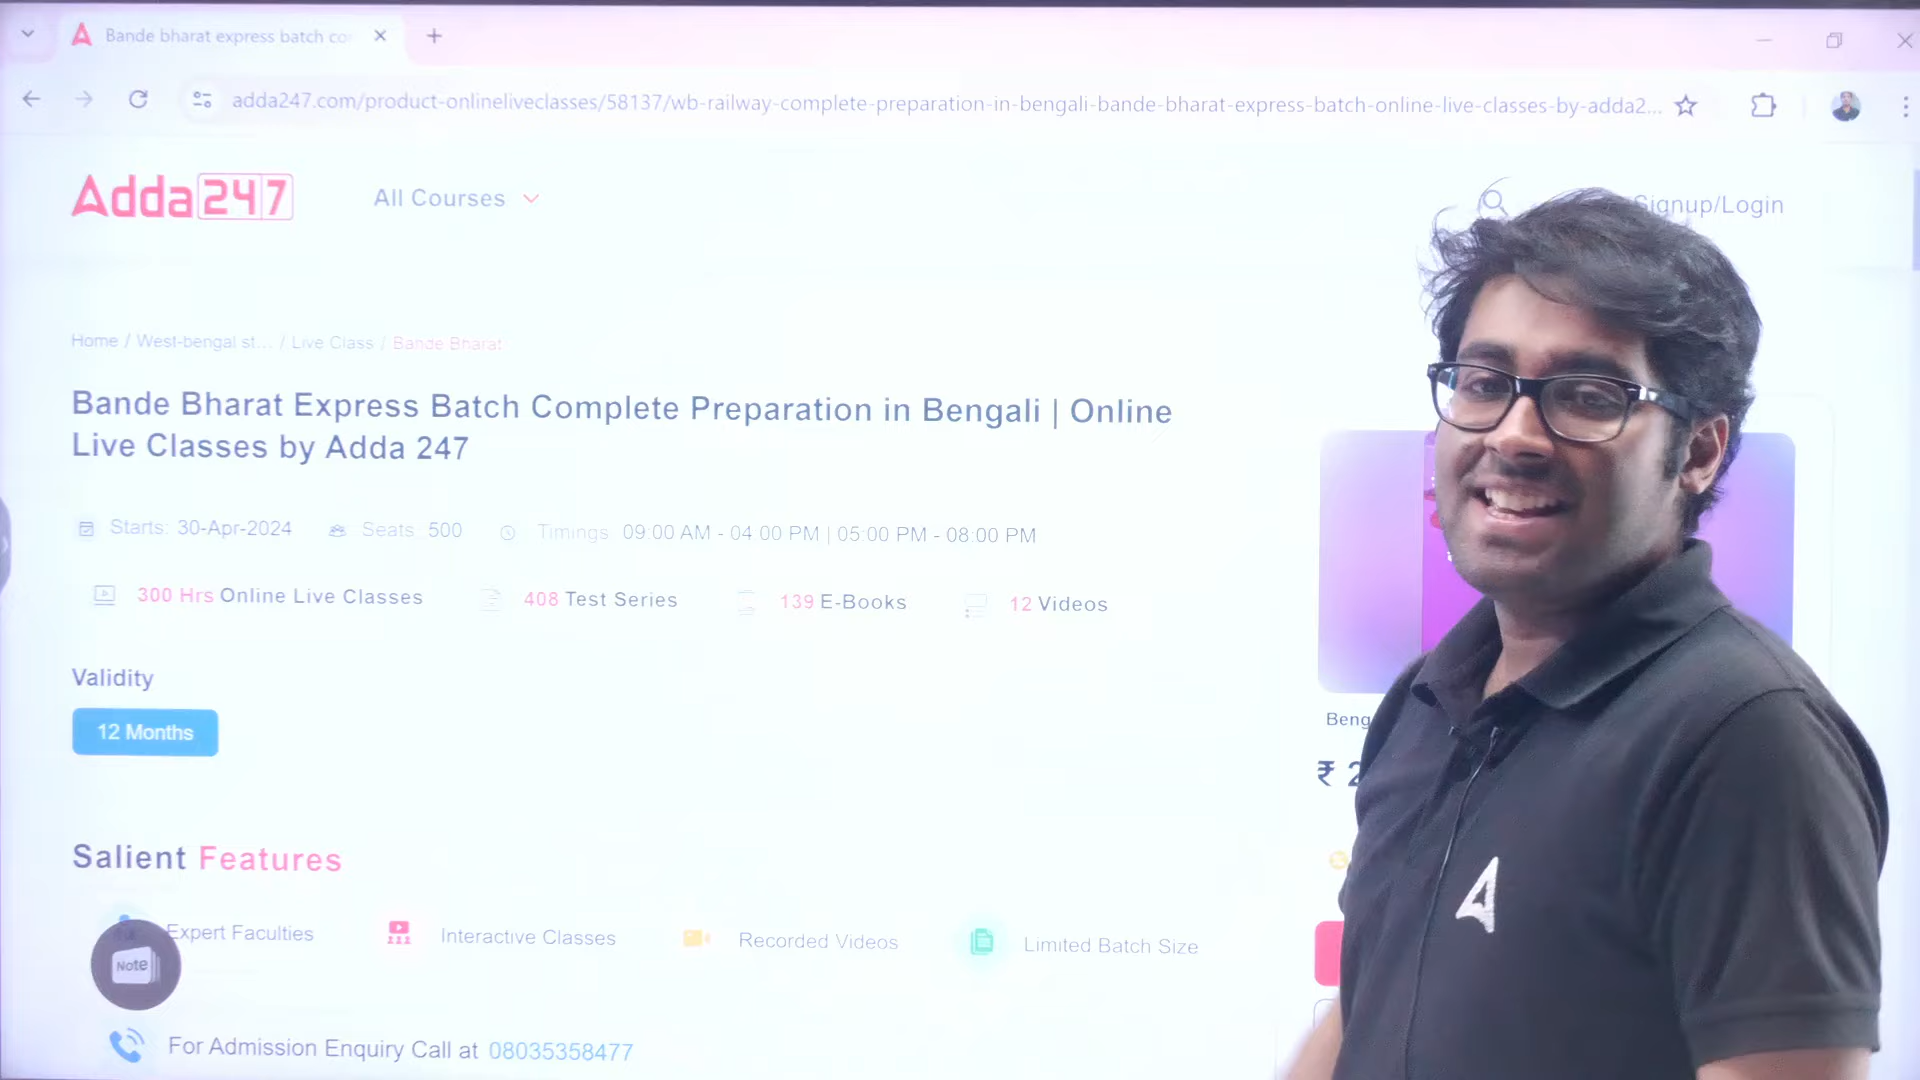 Bande bharat express batch co
adda247.com/product-onlineliveclasses/58137/wb-railway-complete-preparation-in-bengali-bande-bharat-express-batch-online-live-classes-by-adda2...
Adda247
All Courses
Signup/Login
Home / West-bengal st... / Live Class / Bande Bharat
Bande Bharat Express Batch Complete Preparation in Bengali | Online
Live Classes by Adda 247
Starts: 30-Apr-2024 Seats 500 Timings 09:00 AM - 04:00 PM | 05:00 PM - 08:00 PM
300 Hrs Online Live Classes 408 Test Series 139 E-Books 12 Videos
Validity
12 Months
Beng
₹ 2
Salient Features
Expert Faculties Interactive Classes Recorded Videos Limited Batch Size
Note
For Admission Enquiry Call at 08035358477